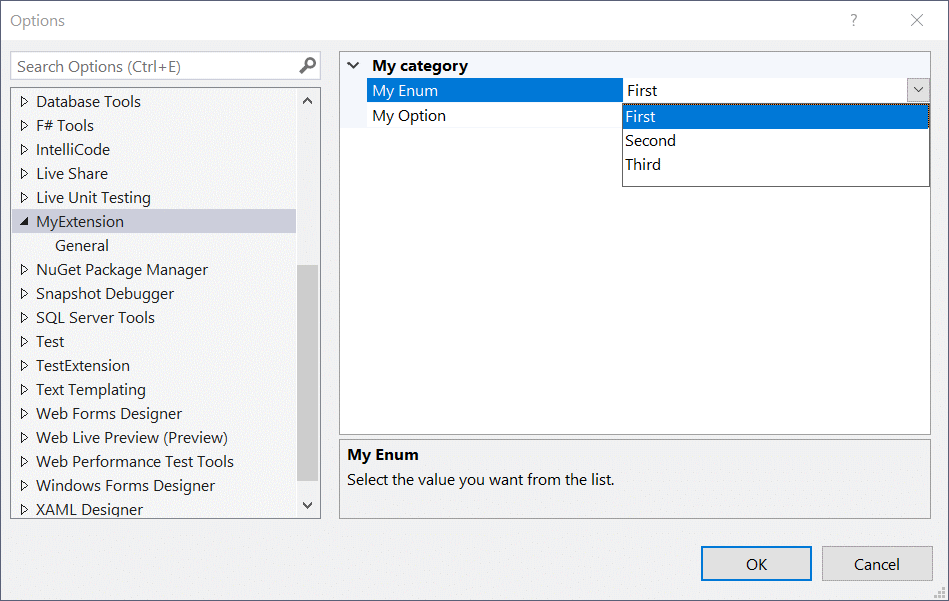 Options
?
Search Options (Ctrl+E)
Database Tools
F# Tools
IntelliCode
Live Share
Live Unit Testing
MyExtension
General
NuGet Package Manager
Snapshot Debugger
SQL Server Tools
Test
TestExtension
Text Templating
Web Forms Designer
Web Live Preview (Preview)
Web Performance Test Tools
Windows Forms Designer
XAML Designer
My category
My Enum First
My Option
First
Second
Third
My Enum
Select the value you want from the list.
OK
Cancel